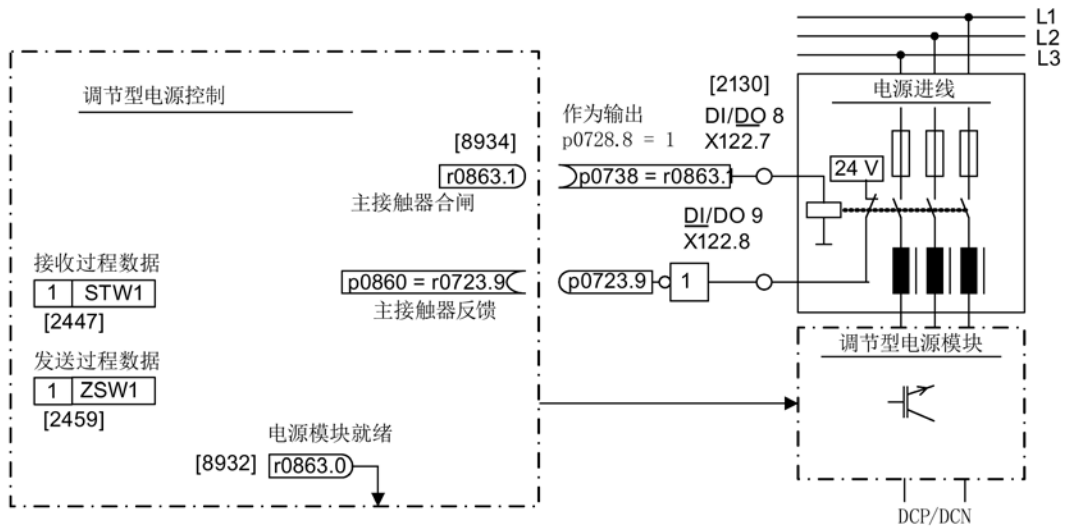 L1
L2
L3
调节型电源控制
[2130]
电源进线
作为输出
DI/DO 8
[8934]
p0728.8 = 1
X122.7
r0863.1
p0738 = r0863.1
24 V
主接触器合闸
DI/DO 9
X122.8
接收过程数据
p0860 = r0723.9
p0723.9
1
1 STW1
主接触器反馈
[2447]
调节型电源模块
发送过程数据
1 ZSW1
[2459]
电源模块就绪
[8932]
r0863.0
DCP/DCN